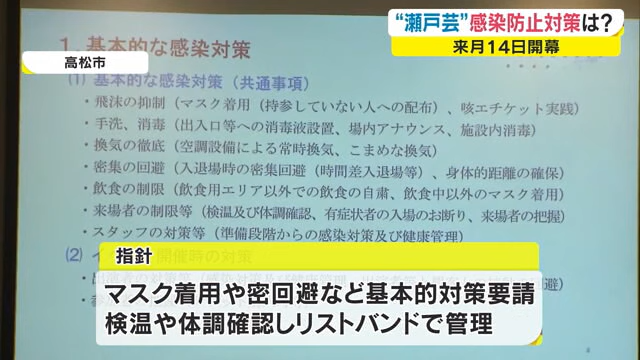 “瀬戸芸”感染防止対策は?
来月14日開幕
高松市
1. 基本的な感染対策
(1) 基本的な感染対策（共通事項）
・飛沫の抑制（マスク着用（持参していない人への配布）、咳エチケット実践）
・手洗、消毒（出入口等への消毒液設置、場内アナウンス、施設内消毒）
・換気の徹底（空調設備による常時換気、こまめな換気）
・密集の回避（入退場時の密集回避（時間差入退場等）、身体的距離の確保）
・飲食の制限（飲食用エリア以外での飲食の自粛、飲食中以外のマスク着用）
・来場者の制限等（検温及び体調確認、有症状者の入場のお断り、来場者の把握）
・スタッフの対策等（準備段階からの感染対策及び健康管理）
(2)
開催時の対策
指針
マスク着用や密回避など基本的対策要請
検温や体調確認しリストバンドで管理